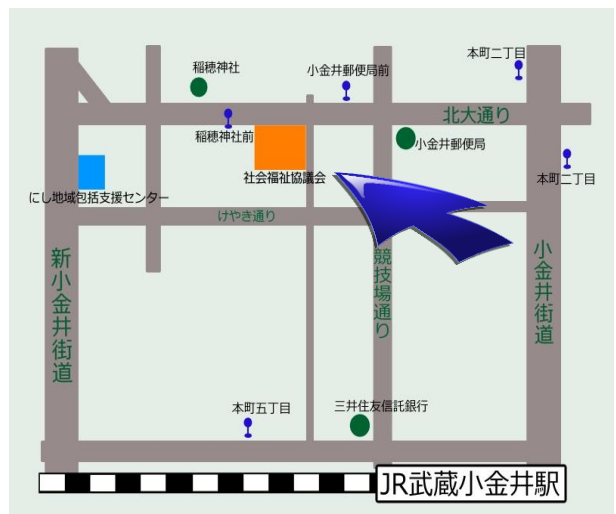 本町二丁目
稲穂神社
小金井郵便局前
北大通り
稲穂神社前
小金井郵便局
社会福祉協議会
本町二丁目
にし地域包括支援センター
けやき通り
新小金井街道
競技場通り
小金井街道
本町五丁目
三井住友信託銀行
JR武蔵小金井駅